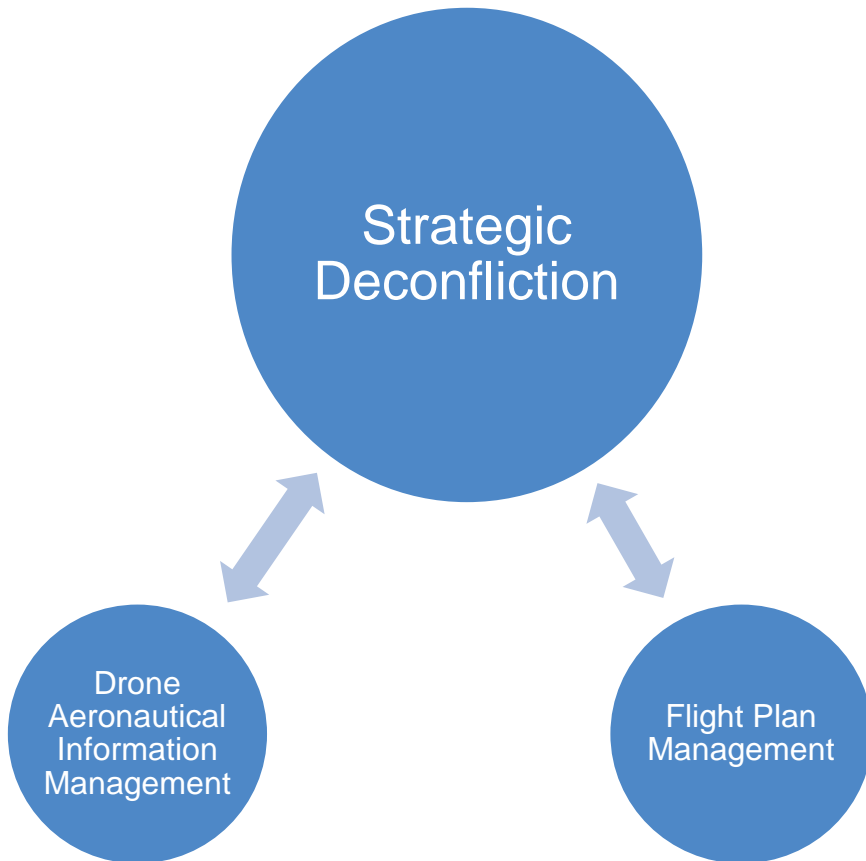 Strategic
Deconfliction
Drone
Aeronautical
Information
Management
Flight Plan
Management